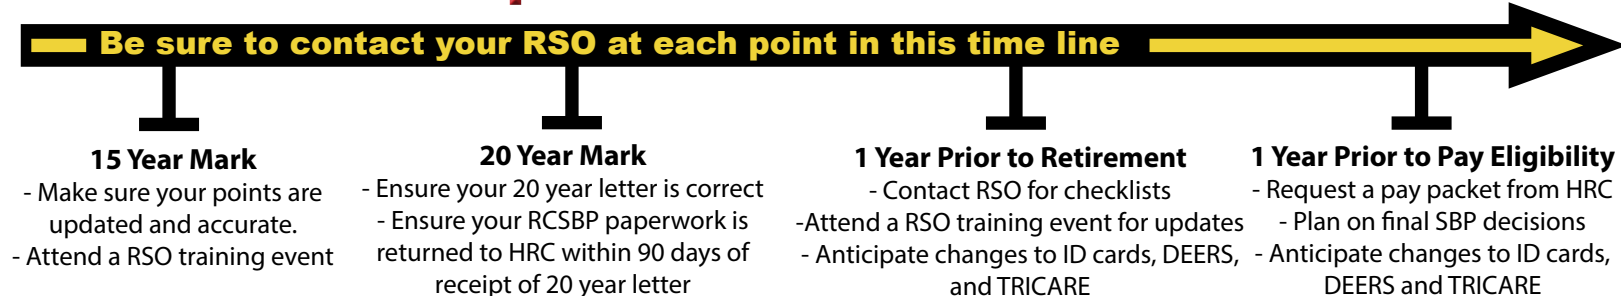 Be sure to contact your RSO at each point in this time line
15 Year Mark
- Make sure your points are
updated and accurate.
- Attend a RSO training event
20 Year Mark
- Ensure your 20 year letter is correct
- Ensure your RCSBP paperwork is
returned to HRC within 90 days of
receipt of 20 year letter
1 Year Prior to Retirement
- Contact RSO for checklists
-Attend a RSO training event for updates
- Anticipate changes to ID cards, DEERS,
and TRICARE
1 Year Prior to Pay Eligibility
- Request a pay packet from HRC
- Plan on final SBP decisions
- Anticipate changes to ID cards,
DEERS and TRICARE